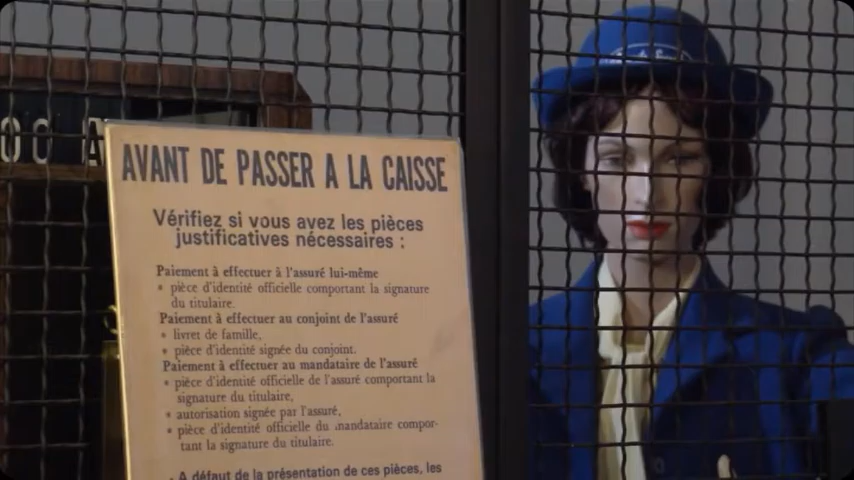 00 A
AVANT DE PASSER A LA CAISSE
Vérifiez si vous avez les pièces
justificatives nécessaires :
Paiement à effectuer à l'assuré lui-même
* pièce d'identité officielle comportant la signature
du titulaire.
Paiement à effectuer au conjoint de l'assuré
* livret de famille,
* pièce d'identité signée du conjoint.
Paiement à effectuer au mandataire de l'assuré
* pièce d'identité officielle de l'assuré comportant la
signature du titulaire,
* autorisation signée par l'assuré,
* pièce d'identité officielle du mandataire compor-
tant la signature du titulaire.
A défaut de la présentation de ces pièces, les